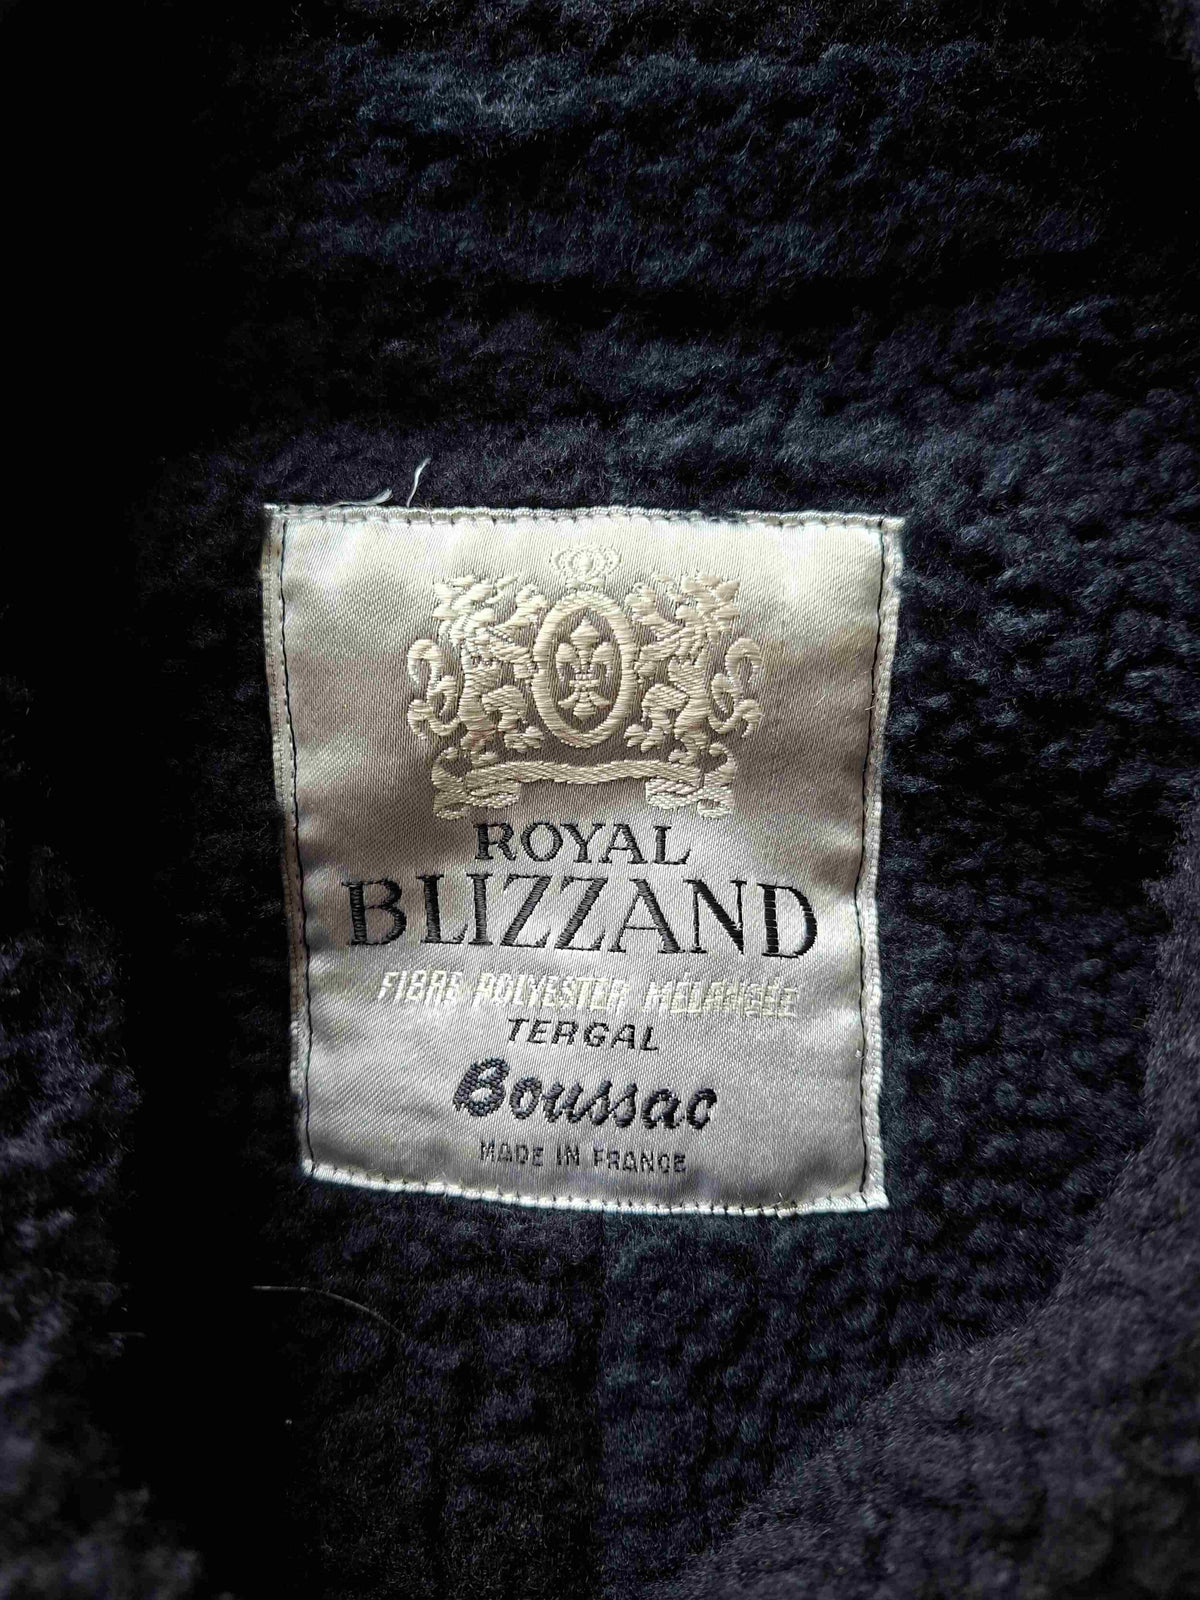 ROYAL
BLIZZAND
FIBRE POLYESTER MÉLANGÉE
TERGAL
Boussac
MADE IN FRANCE